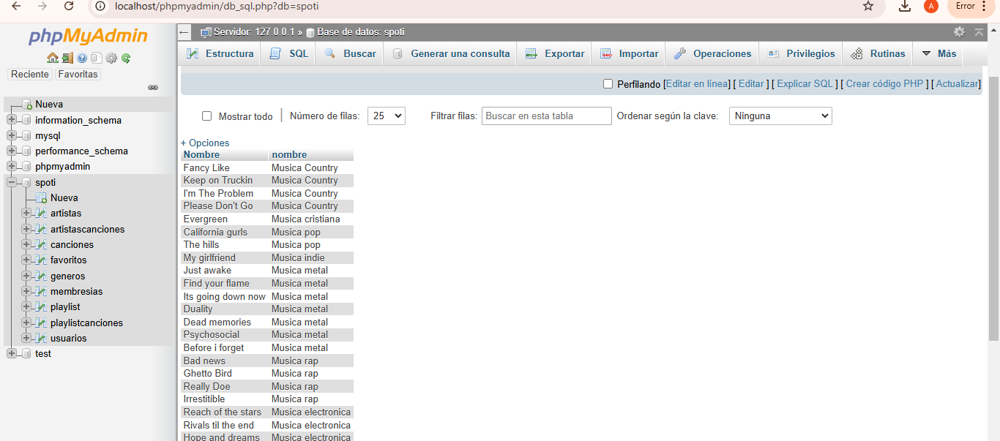 localhost/phpmyadmin/db_sql.php?db=spoti
A
Error
phpMyAdmin
Reciente Favoritas
Nueva
information_schema
mysql
performance_schema
phpmyadmin
spoti
Nueva
artistas
artistascanciones
canciones
favoritos
generos
membresias
playlist
playlistcanciones
usuarios
test
Servidor: 127.0.0.1 » Base de datos: spoti
Estructura SQL Buscar Generar una consulta Exportar Importar Operaciones Privilegios Rutinas Más
Perfilando [Editar en línea] [ Editar ] [ Explicar SQL ] [ Crear código PHP ] [ Actualizar]
Mostrar todo | Número de filas: 25 Filtrar filas: Buscar en esta tabla Ordenar según la clave: Ninguna
+ Opciones
Nombre nombre
Fancy Like Musica Country
Keep on Truckin Musica Country
I'm The Problem Musica Country
Please Don't Go Musica Country
Evergreen Musica cristiana
California gurls Musica pop
The hills Musica pop
My girlfriend Musica indie
Just awake Musica metal
Find your flame Musica metal
Its going down now Musica metal
Duality Musica metal
Dead memories Musica metal
Psychosocial Musica metal
Before i forget Musica metal
Bad news Musica rap
Ghetto Bird Musica rap
Really Doe Musica rap
Irrestitible Musica rap
Reach of the stars Musica electronica
Rivals til the end Musica electronica
Hope and dreams Musica electronica